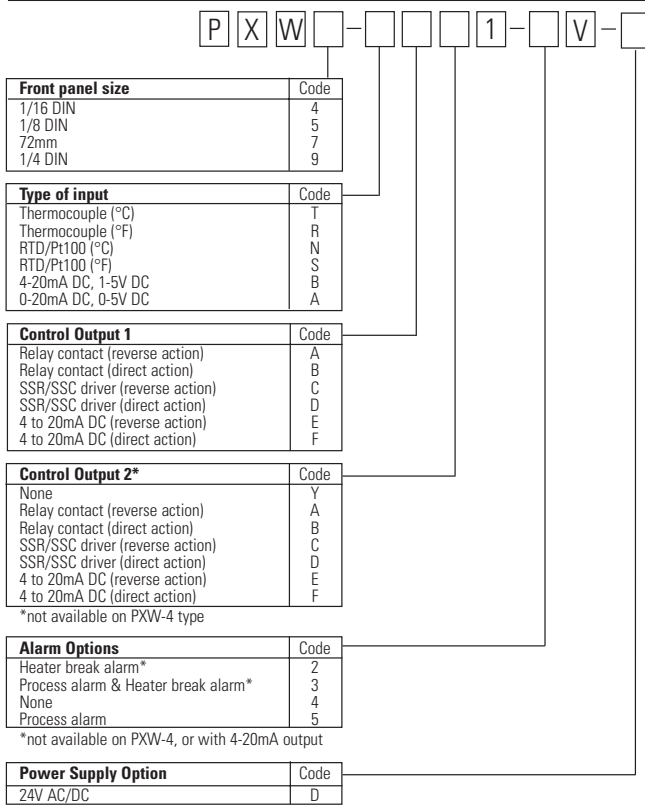 P X W - 1 - V -
Front panel size Code
1/16 DIN 4
1/8 DIN 5
72mm 7
1/4 DIN 9
Type of input Code
Thermocouple (°C) T
Thermocouple (°F) R
RTD/Pt100 (°C) N
RTD/Pt100 (°F) S
4-20mA DC, 1-5V DC B
0-20mA DC, 0-5V DC A
Control Output 1 Code
Relay contact (reverse action) A
Relay contact (direct action) B
SSR/SSC driver (reverse action) C
SSR/SSC driver (direct action) D
4 to 20mA DC (reverse action) E
4 to 20mA DC (direct action) F
Control Output 2* Code
None Y
Relay contact (reverse action) A
Relay contact (direct action) B
SSR/SSC driver (reverse action) C
SSR/SSC driver (direct action) D
4 to 20mA DC (reverse action) E
4 to 20mA DC (direct action) F
*not available on PXW-4 type
Alarm Options Code
Heater break alarm* 2
Process alarm & Heater break alarm* 3
None 4
Process alarm 5
*not available on PXW-4, or with 4-20mA output
Power Supply Option Code
24V AC/DC D